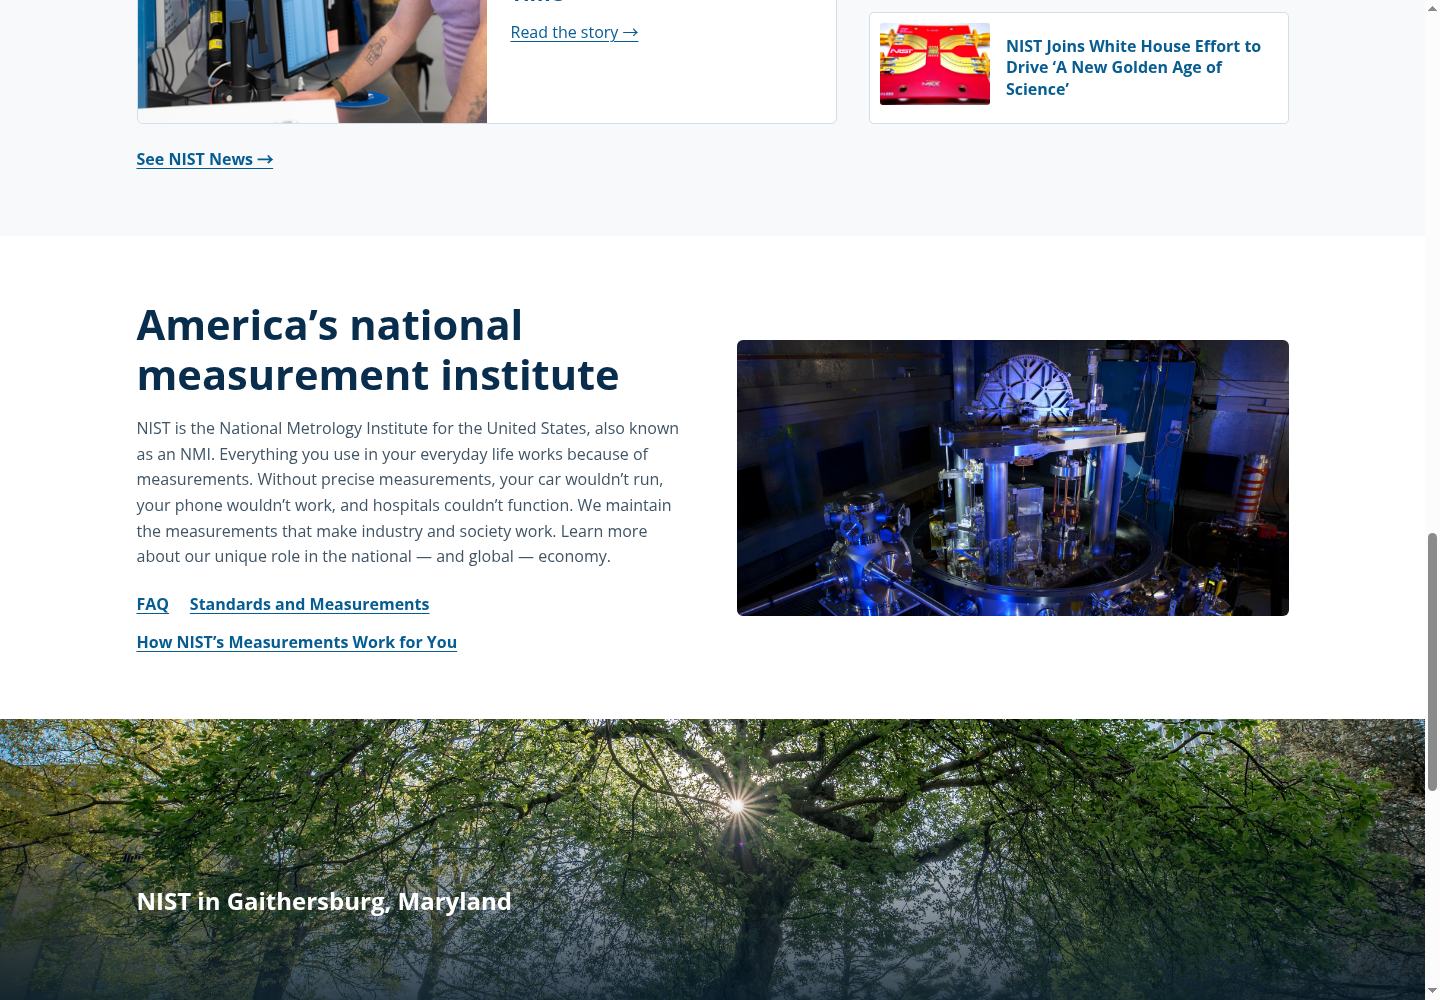 Read the story →
NIST Joins White House Effort to
Drive ‘A New Golden Age of
Science’
See NIST News →
America’s national
measurement institute
NIST is the National Metrology Institute for the United States, also known
as an NMI. Everything you use in your everyday life works because of
measurements. Without precise measurements, your car wouldn’t run,
your phone wouldn’t work, and hospitals couldn’t function. We maintain
the measurements that make industry and society work. Learn more
about our unique role in the national — and global — economy.
FAQ Standards and Measurements
How NIST’s Measurements Work for You
NIST in Gaithersburg, Maryland